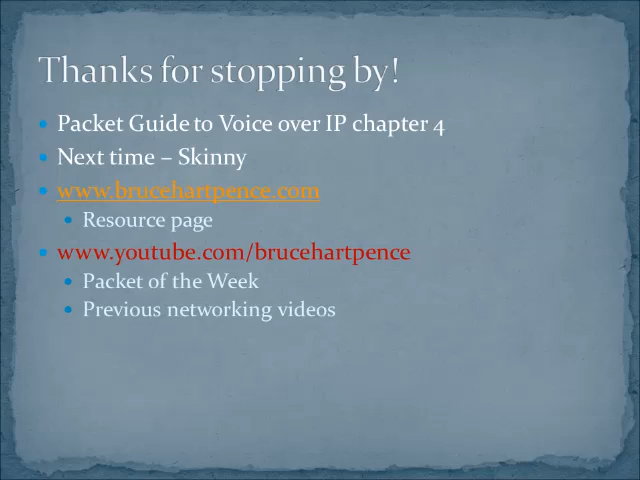 Thanks for stopping by!
Packet Guide to Voice over IP chapter 4
Next time – Skinny
www.brucehartpence.com
Resource page
www.youtube.com/brucehartpence
Packet of the Week
Previous networking videos